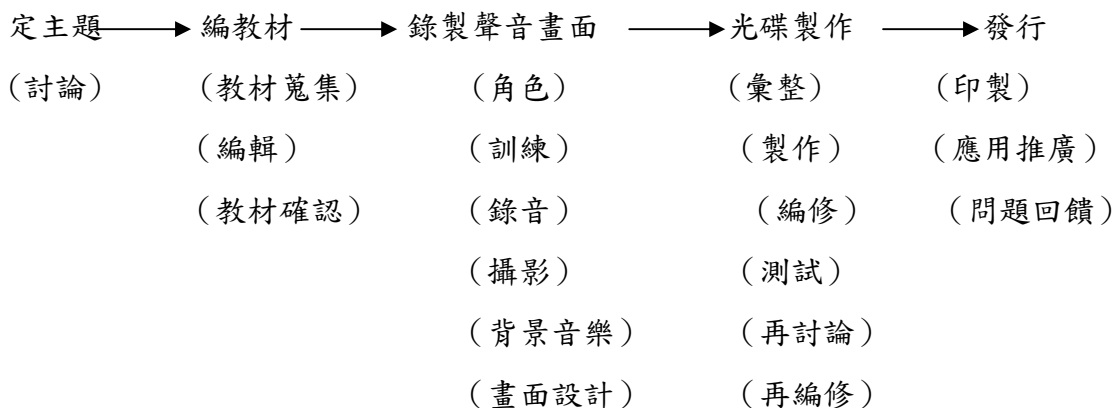 定主題 編教材 錄製聲音畫面 光碟製作 發行
(討論) (教材蒐集) (角色) (彙整) (印製)
(編輯) (訓練) (製作) (應用推廣)
(教材確認) (錄音) (編修) (問題回饋)
(攝影) (測試)
(背景音樂) (再討論)
(畫面設計) (再編修)